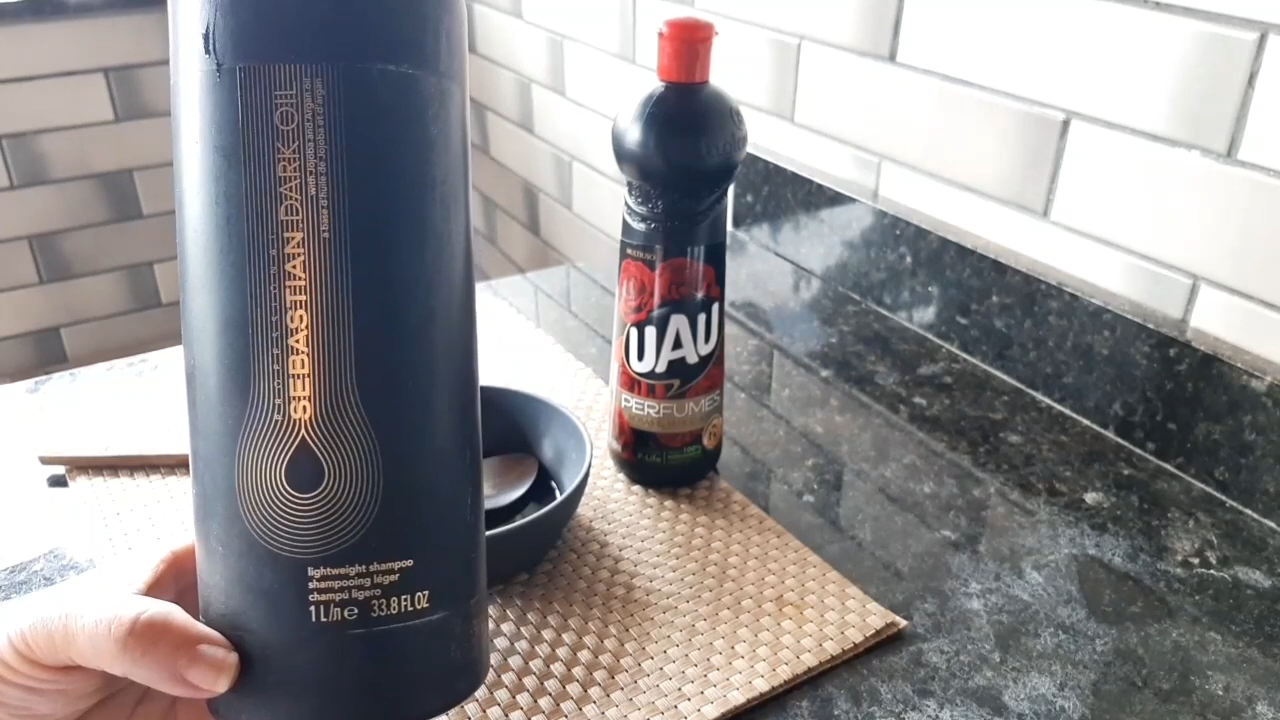 PROFESSIONAL
SEBASTIAN DARK OIL
with Jojoba and Argan oil
a base d'huile de Jojoba et d'argan
lightweight shampoo
shampooing léger
champú ligero
1 L/л e 33.8 FL OZ
MULTIUSO
UAU
PERFUMES